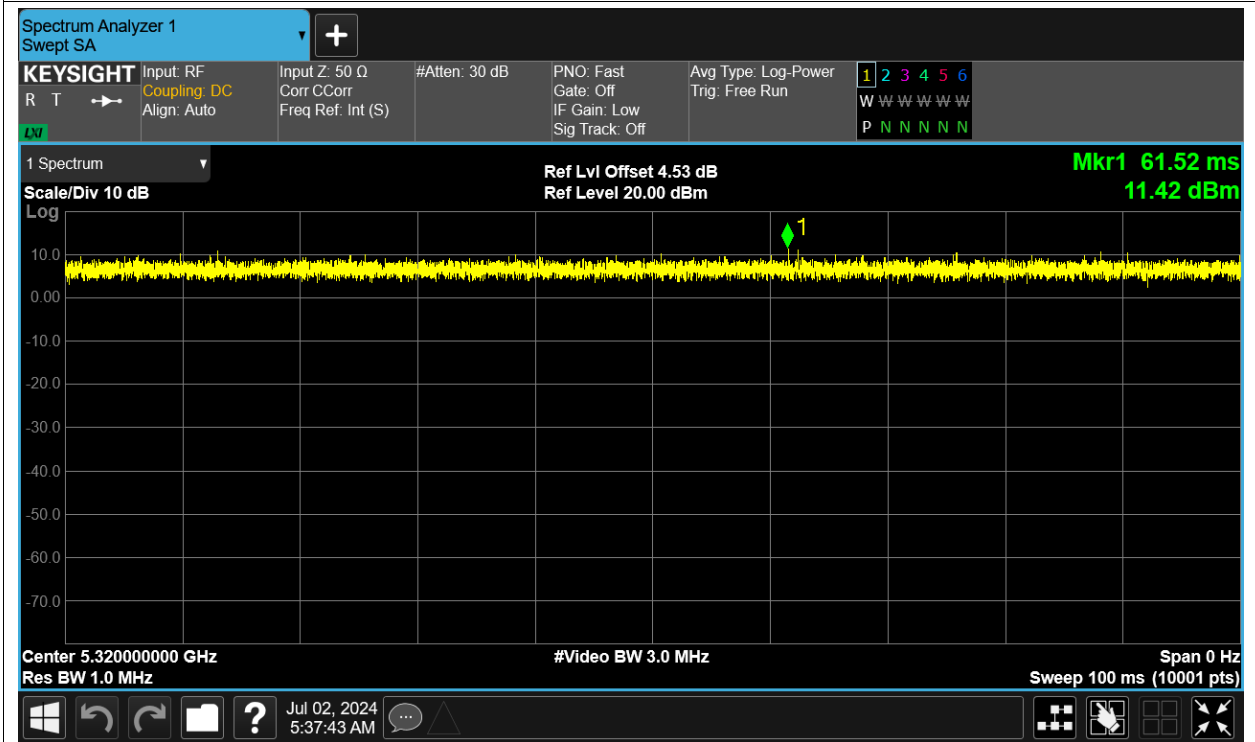 Spectrum Analyzer 1
Swept SA
KEYSIGHT
R T
LXI
Input: RF
Coupling: DC
Align: Auto
Input Z: 50 Ω
Corr CCorr
Freq Ref: Int (S)
#Atten: 30 dB
PNO: Fast
Gate: Off
IF Gain: Low
Sig Track: Off
Avg Type: Log-Power
Trig: Free Run
1 2 3 4 5 6
W W W W W W
P N N N N N
1 Spectrum
Scale/Div 10 dB
Log
Ref Lvl Offset 4.53 dB
Ref Level 20.00 dBm
Mkr1 61.52 ms
11.42 dBm
1
10.0
0.00
-10.0
-20.0
-30.0
-40.0
-50.0
-60.0
-70.0
Center 5.320000000 GHz
Res BW 1.0 MHz
#Video BW 3.0 MHz
Span 0 Hz
Sweep 100 ms (10001 pts)
?
Jul 02, 2024
5:37:43 AM